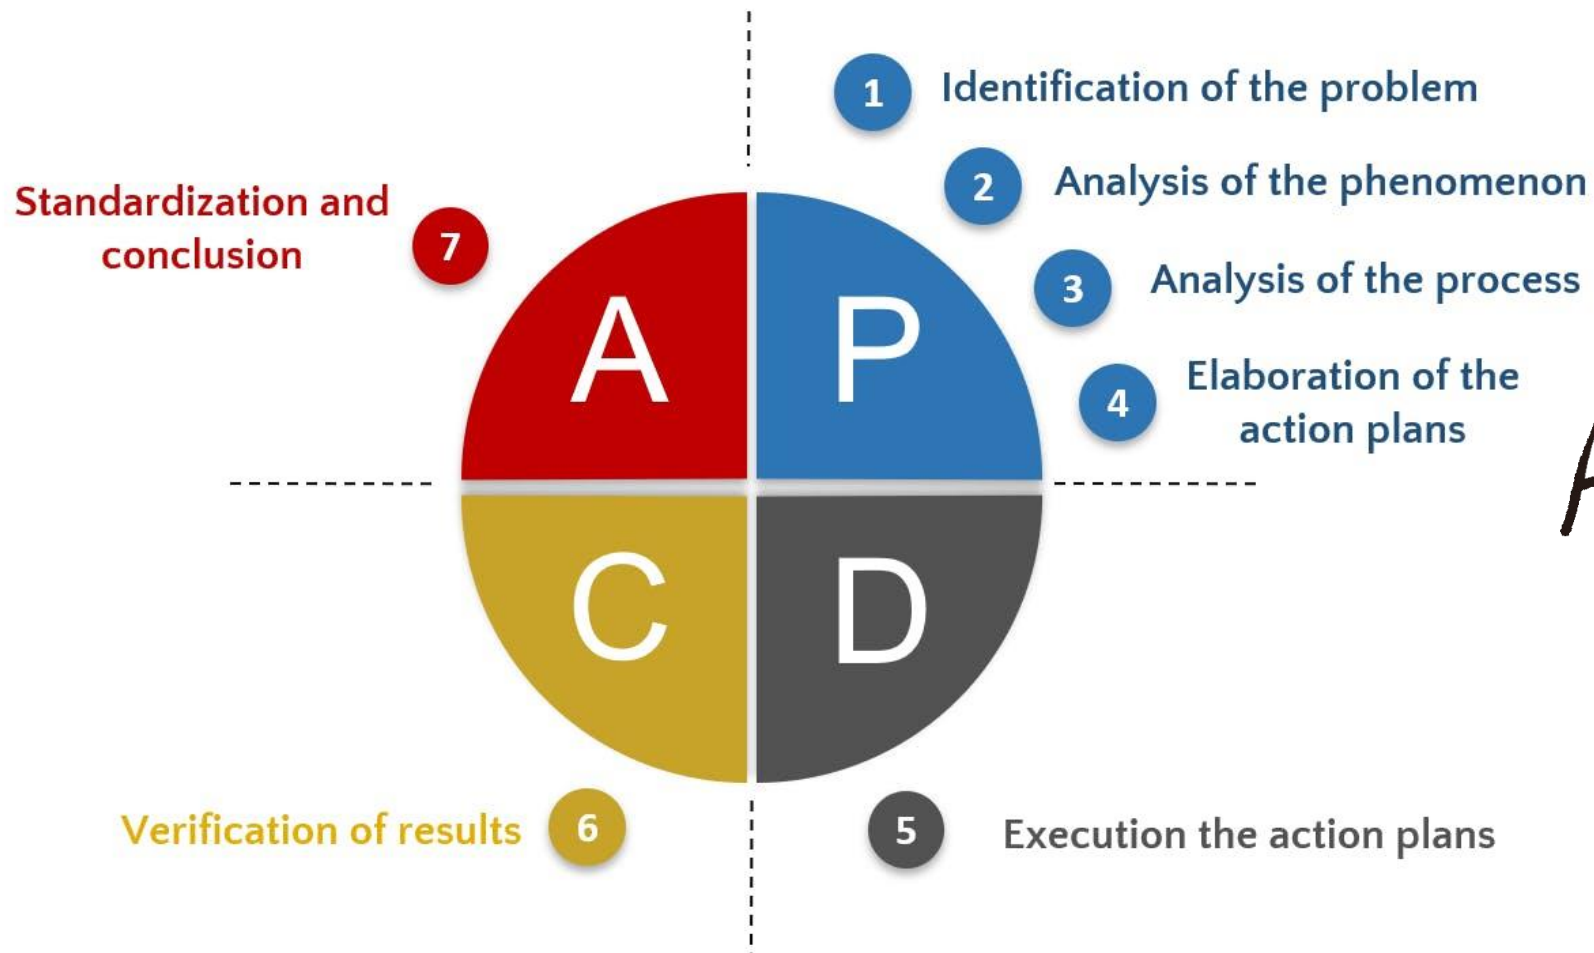 1 Identification of the problem
2 Analysis of the phenomenon
3 Analysis of the process
4 Elaboration of the
action plans
Standardization and
conclusion
7
A P
C D
Verification of results 6
5 Execution the action plans